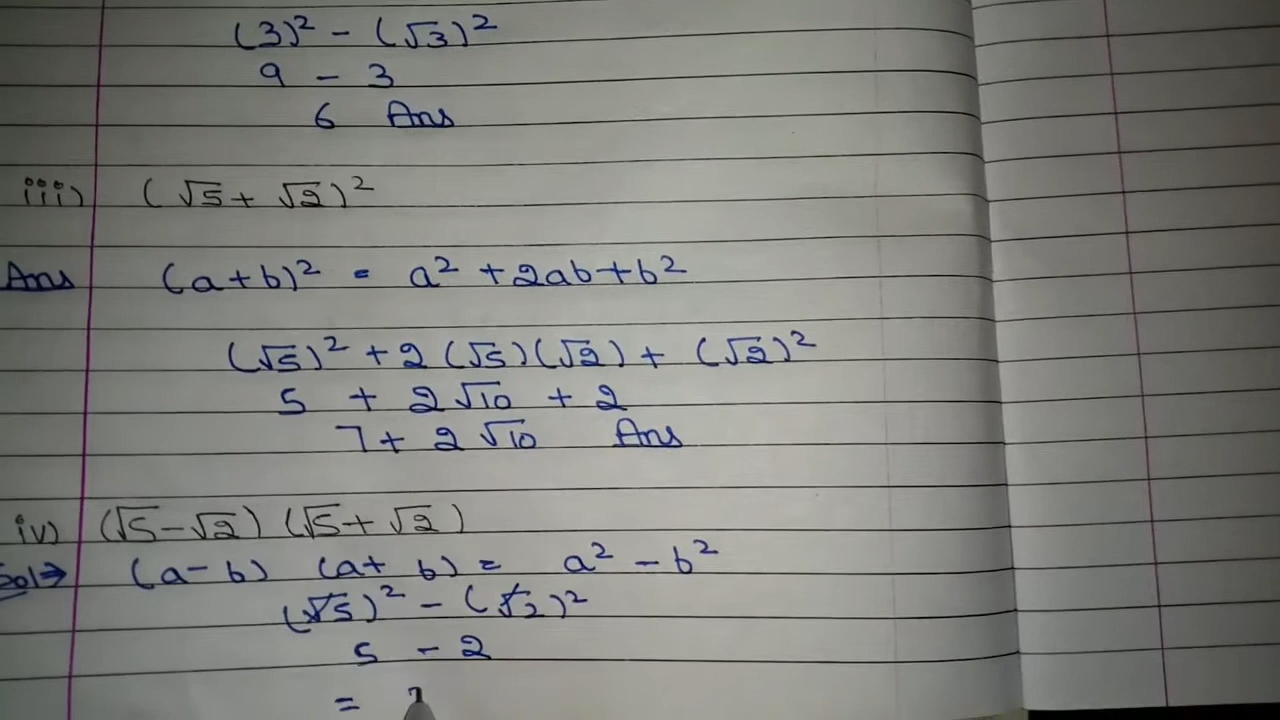 (3)² - (√3)²
9 - 3
6 Ans
iii) (√5 + √2)²
Ans (a+b)² = a² + 2ab + b²
(√5)² + 2 (√5)(√2) + (√2)²
5 + 2√10 + 2
7 + 2√10 Ans
iv) (√5 - √2) (√5 + √2)
Sol⇒ (a - b) (a + b) = a² - b²
(√5)² - (√2)²
5 - 2
=